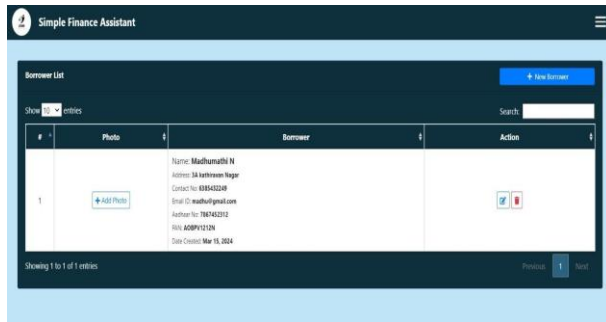 Simple Finance Assistant
Borrower List
+ New Borrower
Show 10 entries
Search:
# Photo Borrower Action
1
+ Add Photo
Name: Madhumathi N
Address: 3A kathiraven Nagar
Contact No: 6385432249
Email ID: madhu@gmail.com
Aadhaar No: 7867452312
PAN: AOBPV1212N
Date Created: Mar 15, 2024
Showing 1 to 1 of 1 entries
Previous 1 Next